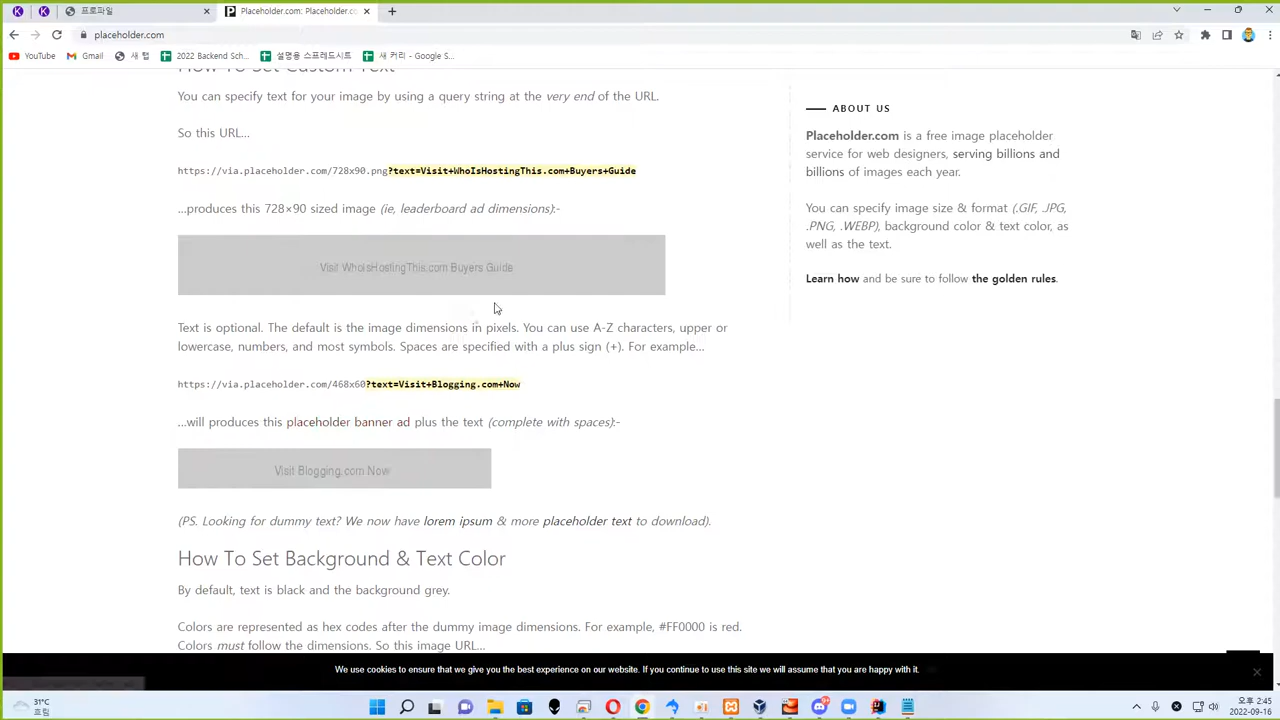 프로파일
Placeholder.com: Placeholder.co
placeholder.com
YouTube
Gmail
새 탭
2022 Backend Sch...
설명용 스프레드시트
새 커리 - Google S...
How To Set Custom Text
You can specify text for your image by using a query string at the very end of the URL.
So this URL...
https://via.placeholder.com/728x90.png?text=Visit+WhoIsHostingThis.com+Buyers+Guide
...produces this 728×90 sized image (ie, leaderboard ad dimensions):-
Visit WhoIsHostingThis.com Buyers Guide
Text is optional. The default is the image dimensions in pixels. You can use A-Z characters, upper or
lowercase, numbers, and most symbols. Spaces are specified with a plus sign (+). For example...
https://via.placeholder.com/468x60?text=Visit+Blogging.com+Now
...will produces this placeholder banner ad plus the text (complete with spaces):-
Visit Blogging.com Now
(PS. Looking for dummy text? We now have lorem ipsum & more placeholder text to download).
How To Set Background & Text Color
By default, text is black and the background grey.
Colors are represented as hex codes after the dummy image dimensions. For example, #FF0000 is red.
Colors must follow the dimensions. So this image URL...
ABOUT US
Placeholder.com is a free image placeholder
service for web designers, serving billions and
billions of images each year.
You can specify image size & format (.GIF, .JPG,
.PNG, .WEBP), background color & text color, as
well as the text.
Learn how and be sure to follow the golden rules.
We use cookies to ensure that we give you the best experience on our website. If you continue to use this site we will assume that you are happy with it.
31°C
흐림
오후 2:45
2022-09-16